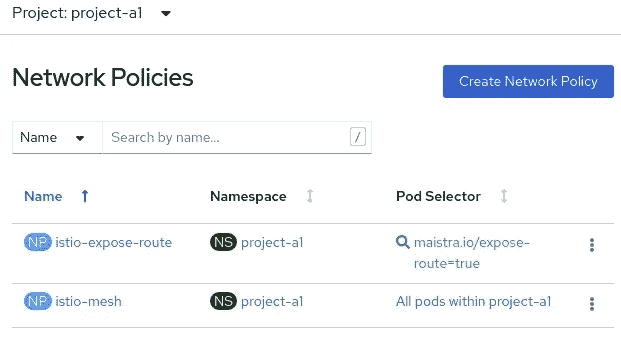 Project: project-a1
Network Policies
Create Network Policy
Name Search by name... /
Name Namespace Pod Selector
NP istio-expose-route NS project-a1 maistra.io/expose-
route=true
NP istio-mesh NS project-a1 All pods within project-a1